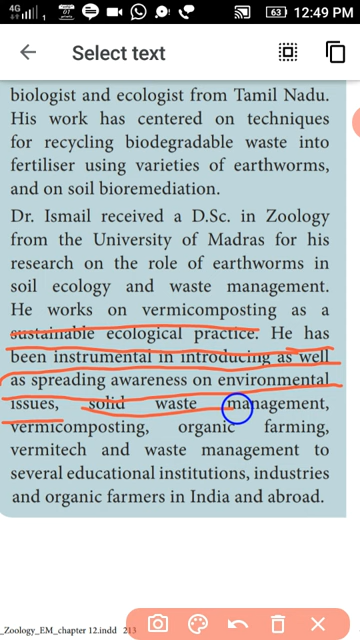 4G
1
63
12:49 PM
Select text
biologist and ecologist from Tamil Nadu.
His work has centered on techniques
for recycling biodegradable waste into
fertiliser using varieties of earthworms,
and on soil bioremediation.
Dr. Ismail received a D.Sc. in Zoology
from the University of Madras for his
research on the role of earthworms in
soil ecology and waste management.
He works on vermicomposting as a
sustainable ecological practice. He has
been instrumental in introducing as well
as spreading awareness on environmental
issues, solid waste management,
vermicomposting, organic farming,
vermitech and waste management to
several educational institutions, industries
and organic farmers in India and abroad.
_Zoology_EM_chapter 12.indd 213